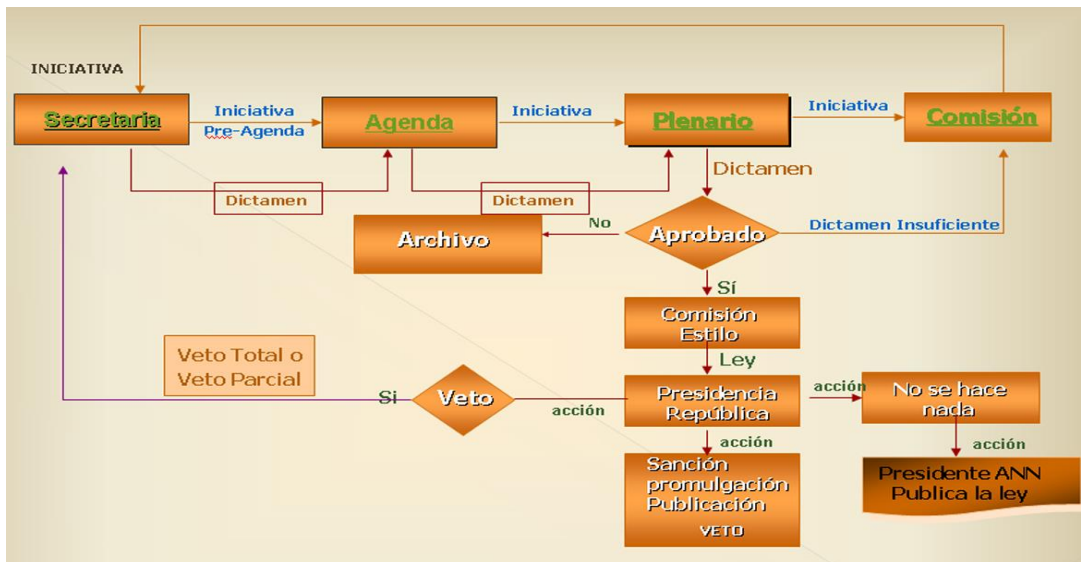 INICIATIVA
Secretaria
Iniciativa
Pre-Agenda
Agenda
Iniciativa
Plenario
Iniciativa
Comisión
Dictamen
Dictamen
Dictamen
Archivo
No
Aprobado
Dictamen Insuficiente
Sí
Comisión
Estilo
Ley
Veto Total o
Veto Parcial
Si
Veto
acción
Presidencia
República
acción
No se hace
nada
acción
acción
Sanción
promulgación
Publicación
VETO
Presidente ANN
Publica la ley